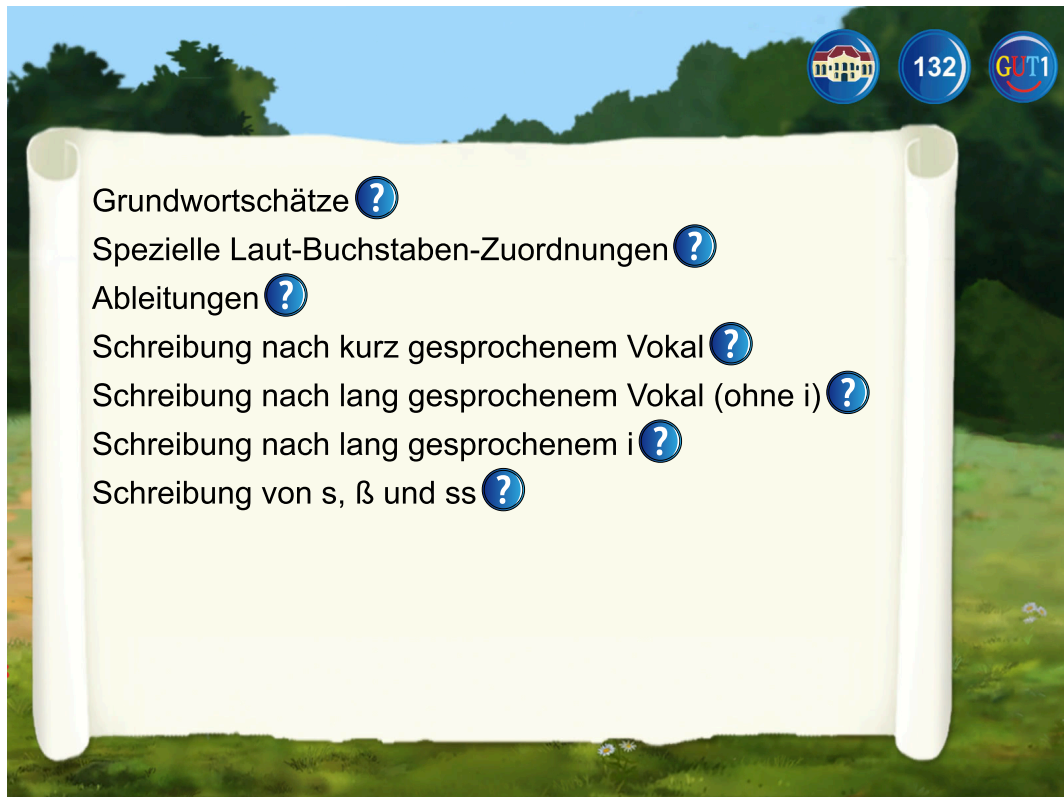 132 GUT1
Grundwortschätze ?
Spezielle Laut-Buchstaben-Zuordnungen ?
Ableitungen ?
Schreibung nach kurz gesprochenem Vokal ?
Schreibung nach lang gesprochenem Vokal (ohne i) ?
Schreibung nach lang gesprochenem i ?
Schreibung von s, ß und ss ?